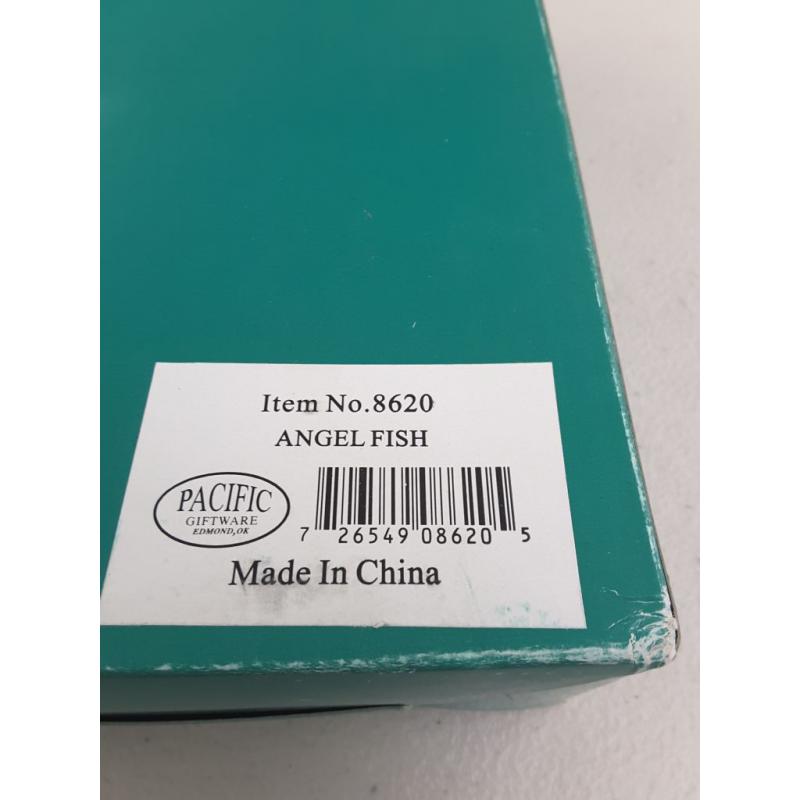 Item No.8620
ANGEL FISH
PACIFIC
GIFTWARE
EDMOND,OK
7 26549 08620 5
Made In China